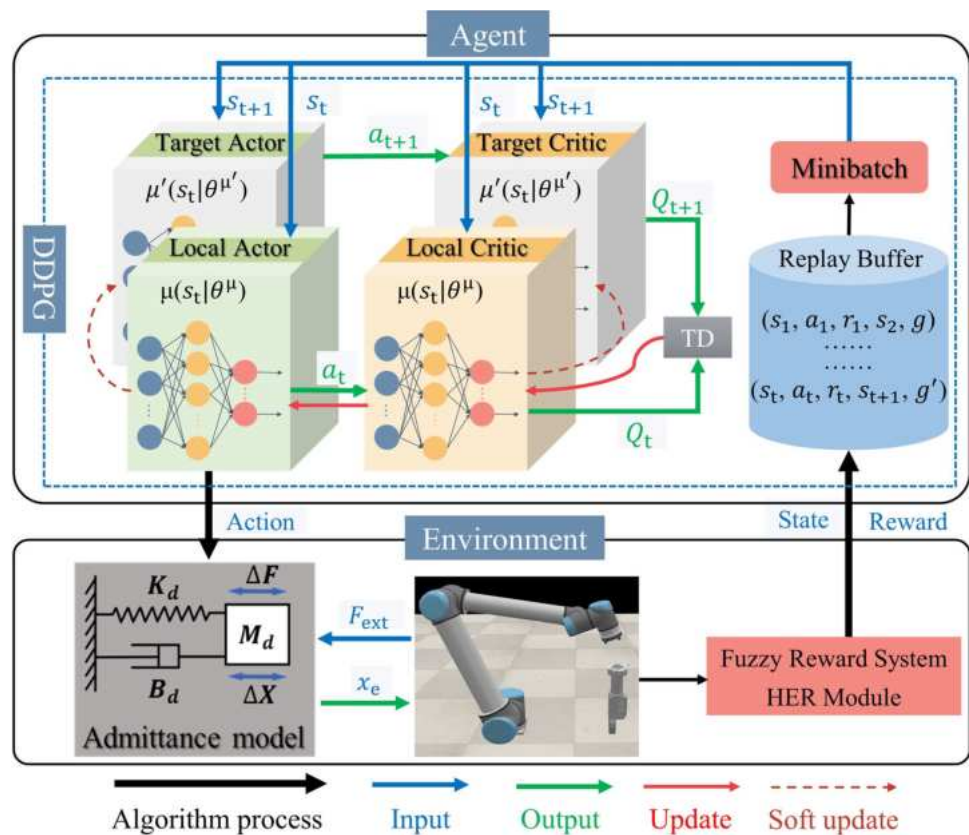 Agent
s_{t+1}
s_t
s_t
s_{t+1}
Target Actor
a_{t+1}
Target Critic
μ′(s_t|θ^{μ′})
μ′(s_t|θ^{μ′})
Q_{t+1}
Minibatch
DDPG
Local Actor
Local Critic
Replay Buffer
μ(s_t|θ^μ)
μ(s_t|θ^μ)
(s_1, a_1, r_1, s_2, g)
......
......
(s_t, a_t, r_t, s_{t+1}, g′)
TD
a_t
Q_t
Action
State
Reward
Environment
K_d
ΔF
M_d
B_d
ΔX
Admittance model
F_ext
x_e
Fuzzy Reward System
HER Module
Algorithm process
Input
Output
Update
Soft update